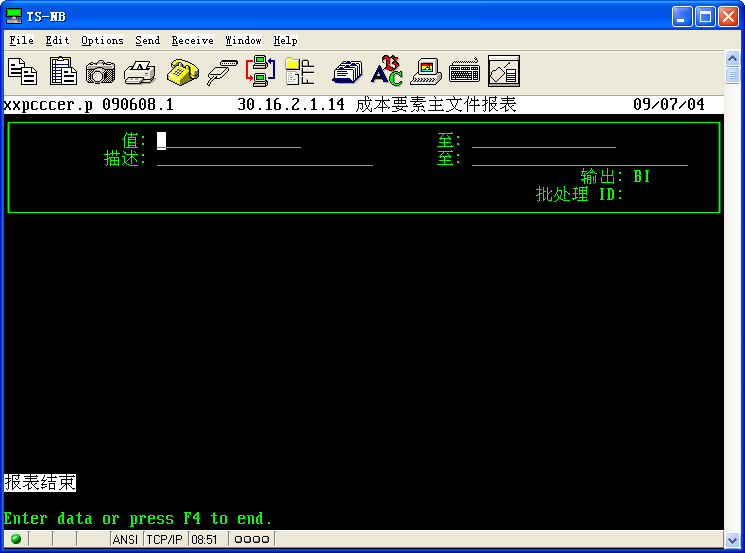 TS-NB
File Edit Options Send Receive Window Help
xxpcccer.p 090608.1 30.16.2.1.14 成本要素主文件报表 09/07/04
值: 至:
描述: 至:
输出: BI
批处理 ID:
报表结束
Enter data or press F4 to end.
ANSI TCP/IP 08:51